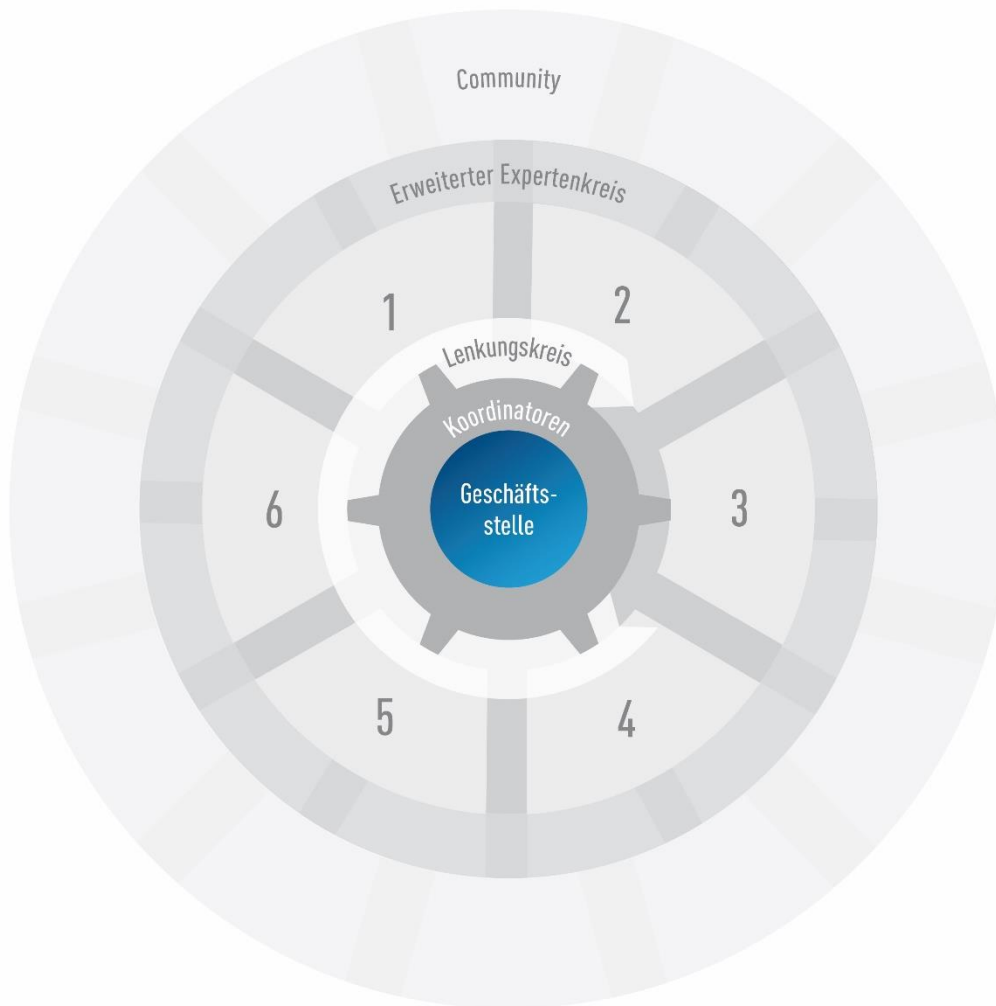 Community
Erweiterter Expertenkreis
1
2
Lenkungskreis
Koordinatoren
Geschäfts-
stelle
6
3
5
4